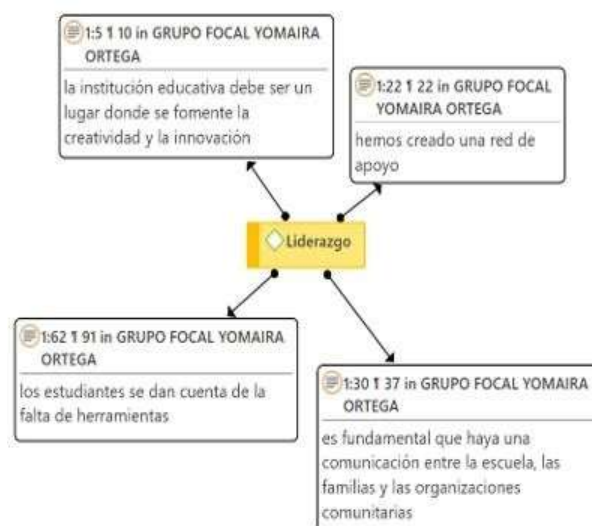 1:5 ¶ 10 in GRUPO FOCAL YOMAIRA
ORTEGA
la institución educativa debe ser un
lugar donde se fomente la
creatividad y la innovación
1:22 ¶ 22 in GRUPO FOCAL
YOMAIRA ORTEGA
hemos creado una red de
apoyo
Liderazgo
1:62 ¶ 91 in GRUPO FOCAL YOMAIRA
ORTEGA
los estudiantes se dan cuenta de la
falta de herramientas
1:30 ¶ 37 in GRUPO FOCAL YOMAIRA
ORTEGA
es fundamental que haya una
comunicación entre la escuela, las
familias y las organizaciones
comunitarias